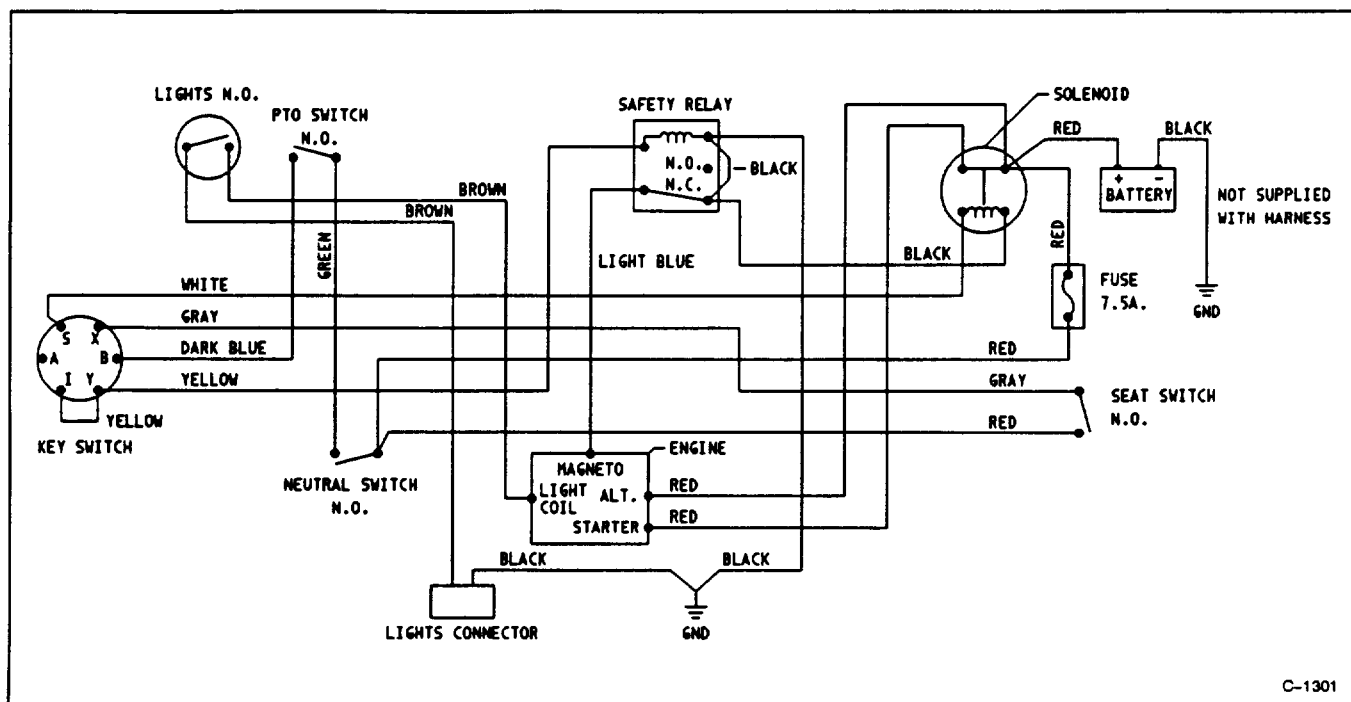 LIGHTS N.O.
PTO SWITCH
N.O.
SAFETY RELAY
N.O.
N.C.
BLACK
SOLENOID
RED
BLACK
+ -
BATTERY
NOT SUPPLIED
WITH HARNESS
BROWN
BROWN
GREEN
LIGHT BLUE
BLACK
RED
FUSE
7.5A.
GND
WHITE
GRAY
DARK BLUE
YELLOW
S X
A B
I Y
YELLOW
KEY SWITCH
RED
GRAY
RED
SEAT SWITCH
N.O.
NEUTRAL SWITCH
N.O.
ENGINE
MAGNETO
LIGHT
COIL
ALT.
STARTER
RED
RED
BLACK
BLACK
LIGHTS CONNECTOR
GND
C-1301